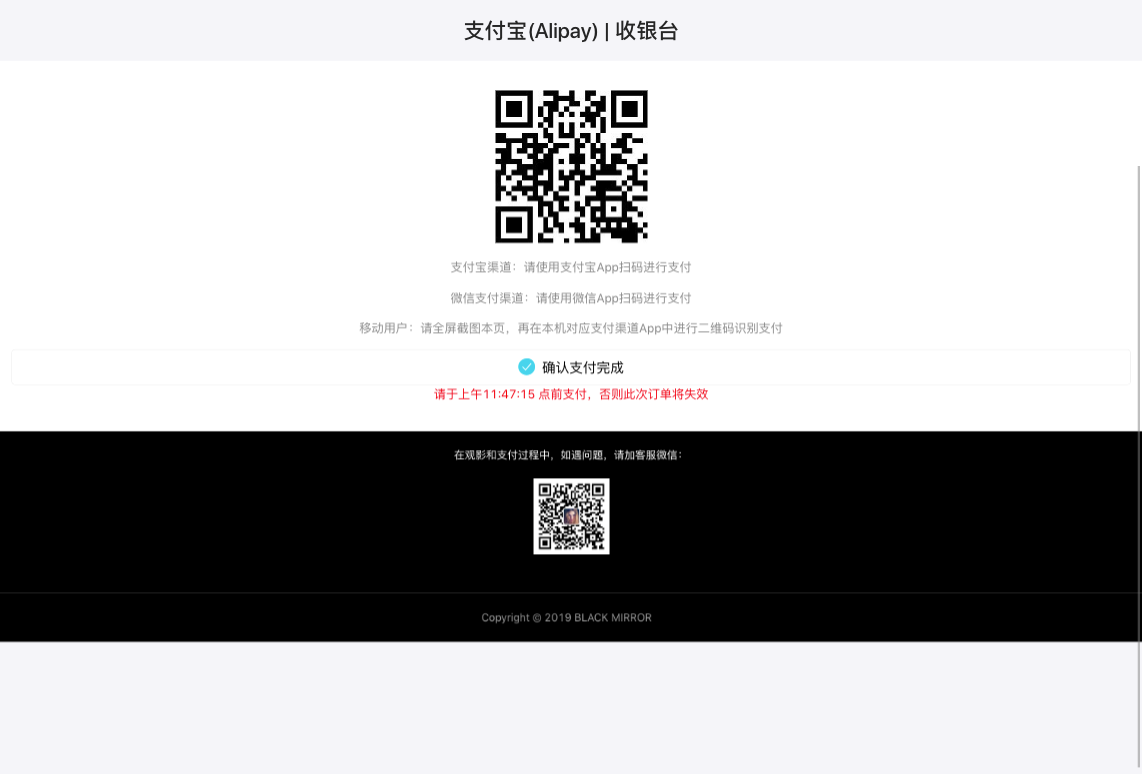 支付宝(Alipay) | 收银台
支付宝渠道：请使用支付宝App扫码进行支付
微信支付渠道：请使用微信App扫码进行支付
移动用户：请全屏截图本页，再在本机对应支付渠道App中进行二维码识别支付
确认支付完成
请于上午11:47:15 点前支付，否则此次订单将失效
在观影和支付过程中，如遇问题，请加客服微信：
Copyright © 2019 BLACK MIRROR